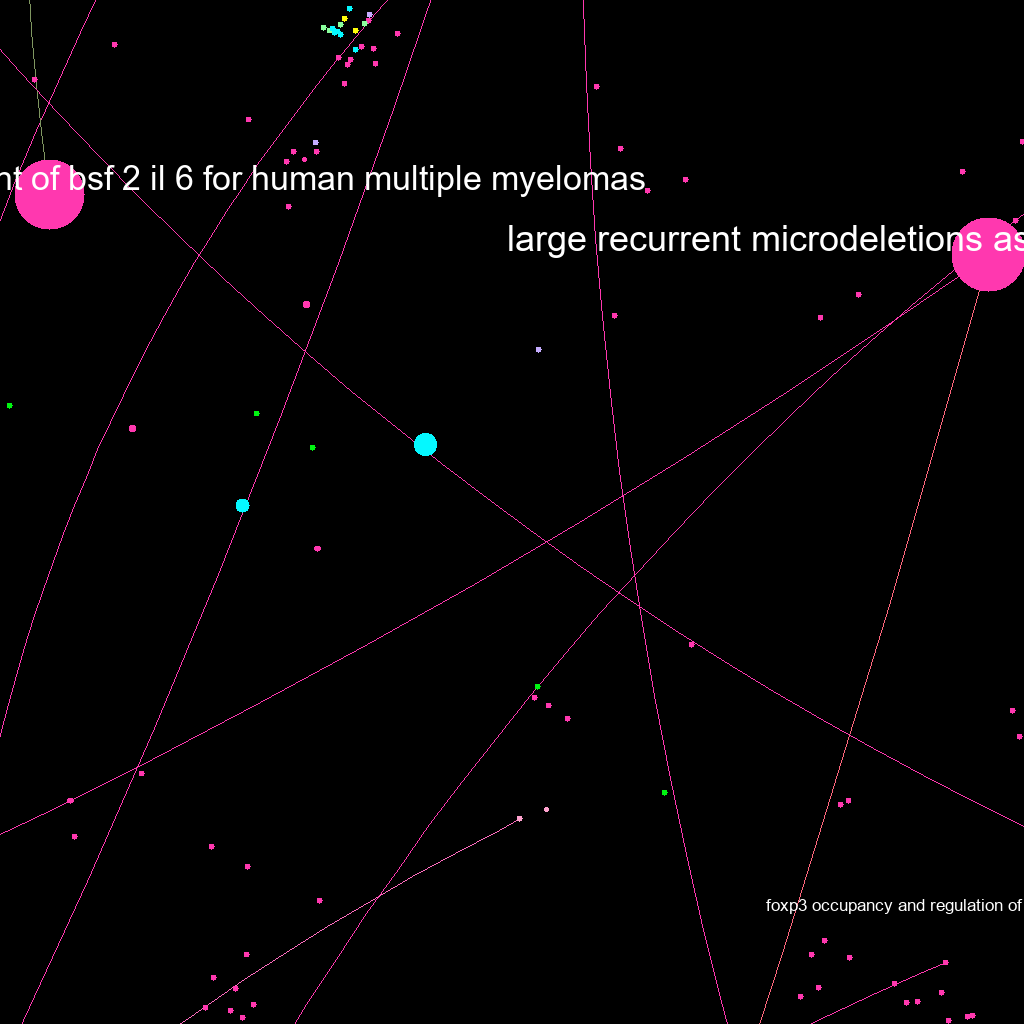 nt of bsf 2 il 6 for human multiple myelomas
large recurrent microdeletions as
foxp3 occupancy and regulation of